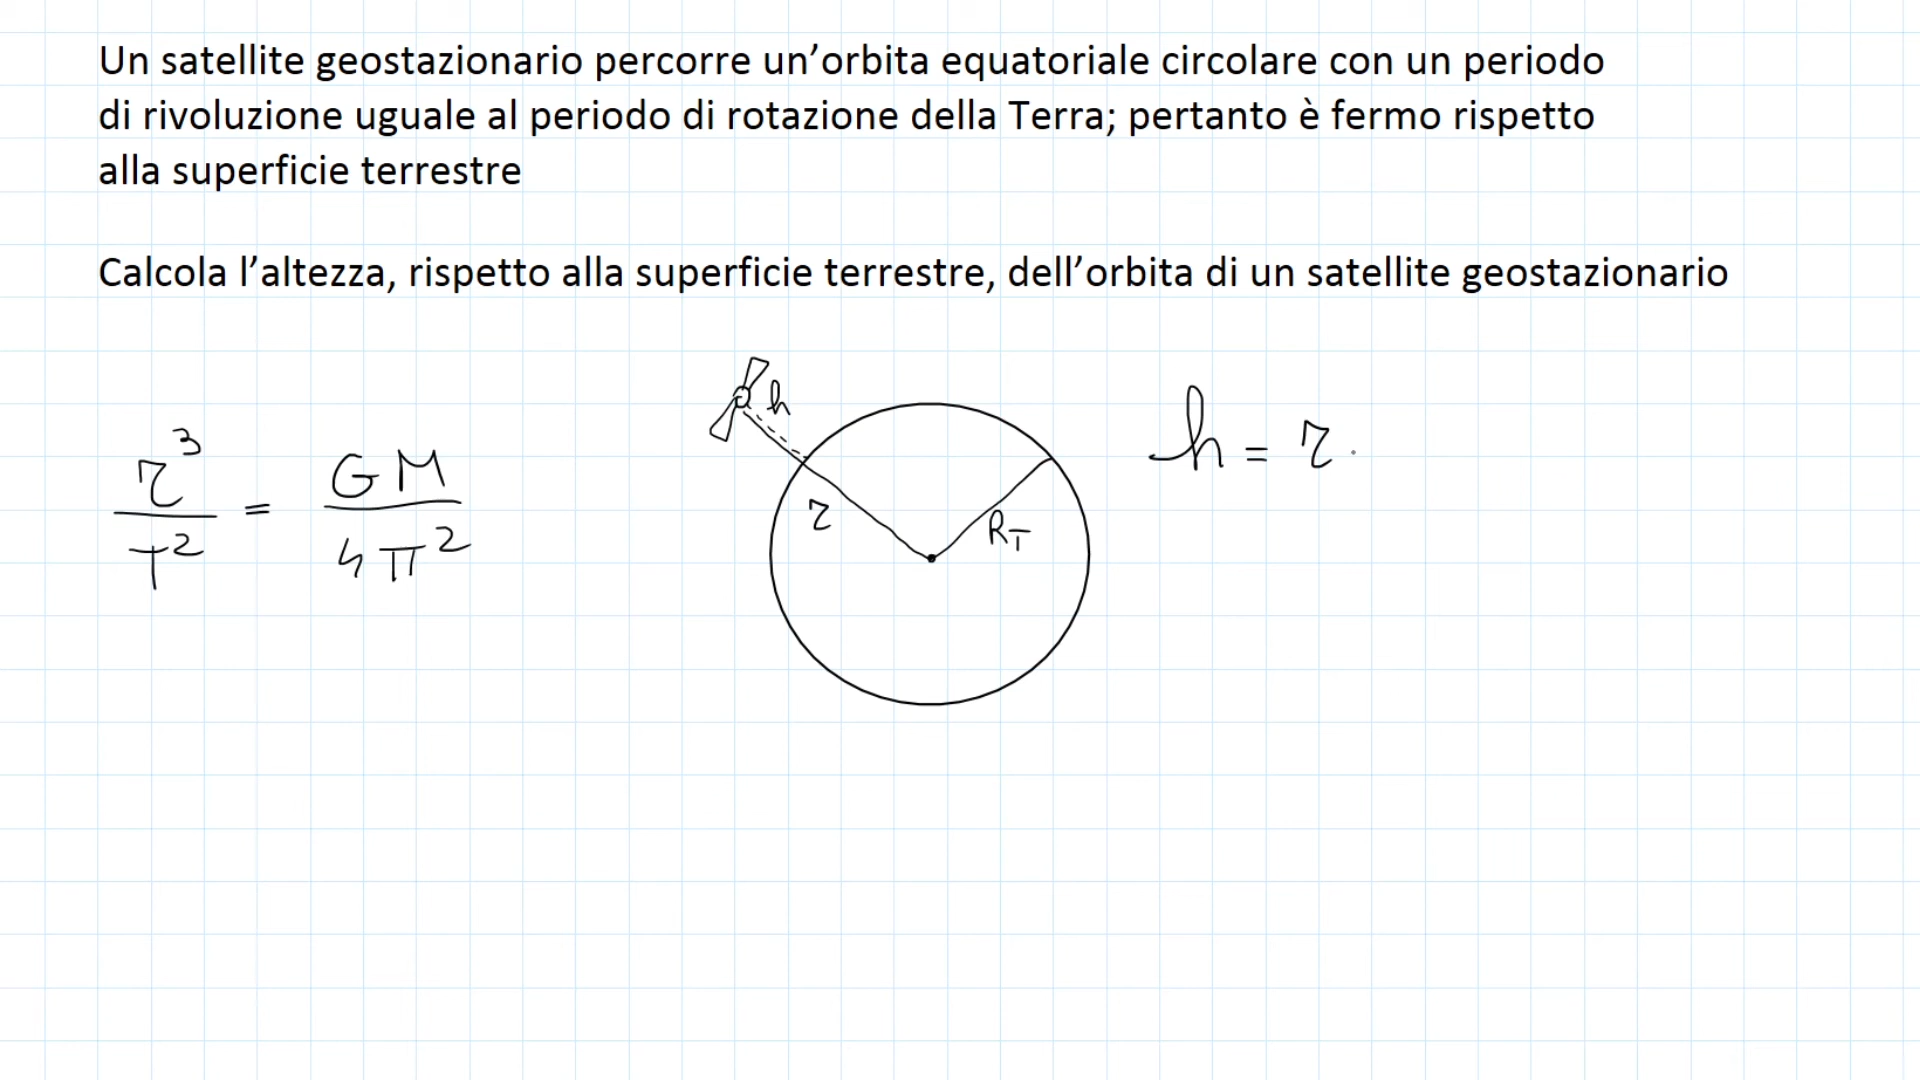 Un satellite geostazionario percorre un’orbita equatoriale circolare con un periodo
di rivoluzione uguale al periodo di rotazione della Terra; pertanto è fermo rispetto
alla superficie terrestre
Calcola l’altezza, rispetto alla superficie terrestre, dell’orbita di un satellite geostazionario
r³/T² = GM/4π²
h
r
R_T
h = r